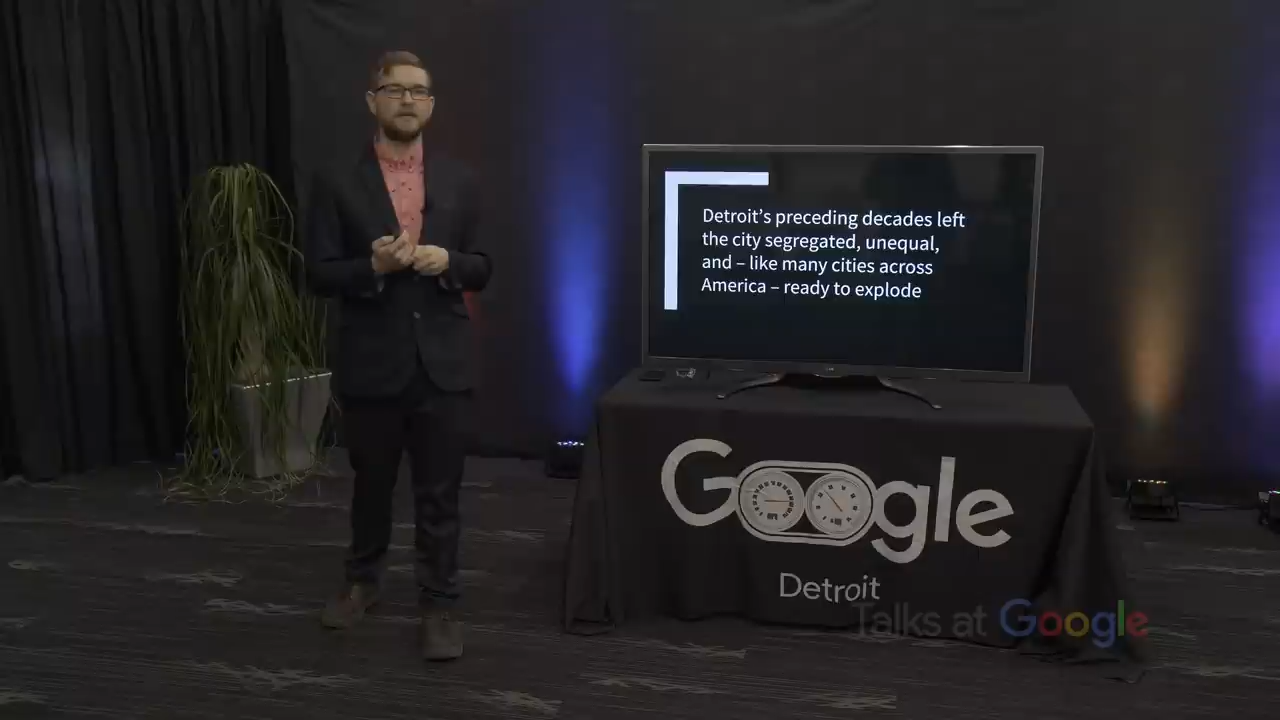 Detroit’s preceding decades left
the city segregated, unequal,
and – like many cities across
America – ready to explode
Google
Detroit
Talks at Google